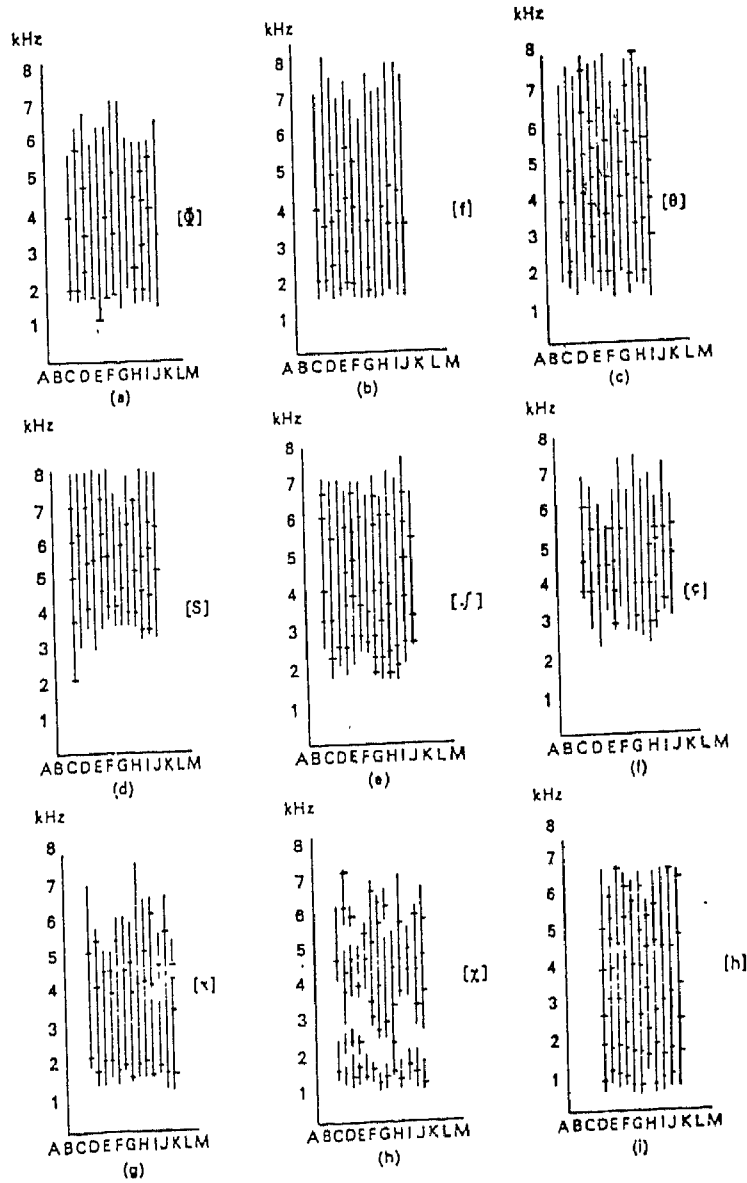 kHz
8
7
6
5
4
3
2
1
[Φ]
ABCDEFGHIJKLM
(a)
kHz
8
7
6
5
4
3
2
1
[f]
ABCDEFGHIJKLM
(b)
kHz
8
7
6
5
4
3
2
1
[θ]
ABCDEFGHIJKLM
(c)
kHz
8
7
6
5
4
3
2
1
[S]
ABCDEFGHIJKLM
(d)
kHz
8
7
6
5
4
3
2
1
[ʃ]
ABCDEFGHIJKLM
(e)
kHz
8
7
6
5
4
3
2
1
[ç]
ABCDEFGHIJKLM
(f)
kHz
8
7
6
5
4
3
2
1
[x]
ABCDEFGHIJKLM
(g)
kHz
8
7
6
5
4
3
2
1
[χ]
ABCDEFGHIJKLM
(h)
kHz
8
7
6
5
4
3
2
1
[h]
ABCDEFGHIJKLM
(i)